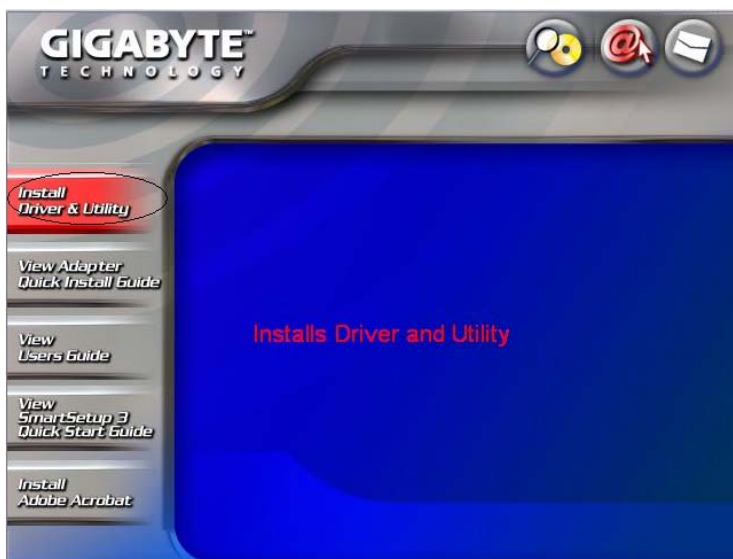 GIGABYTE™
TECHNOLOGY
@
Install
Driver & Utility
View Adapter
Quick Install Guide
View
Users Guide
View
SmartSetup 3
Quick Start Guide
Install
Adobe Acrobat
Installs Driver and Utility